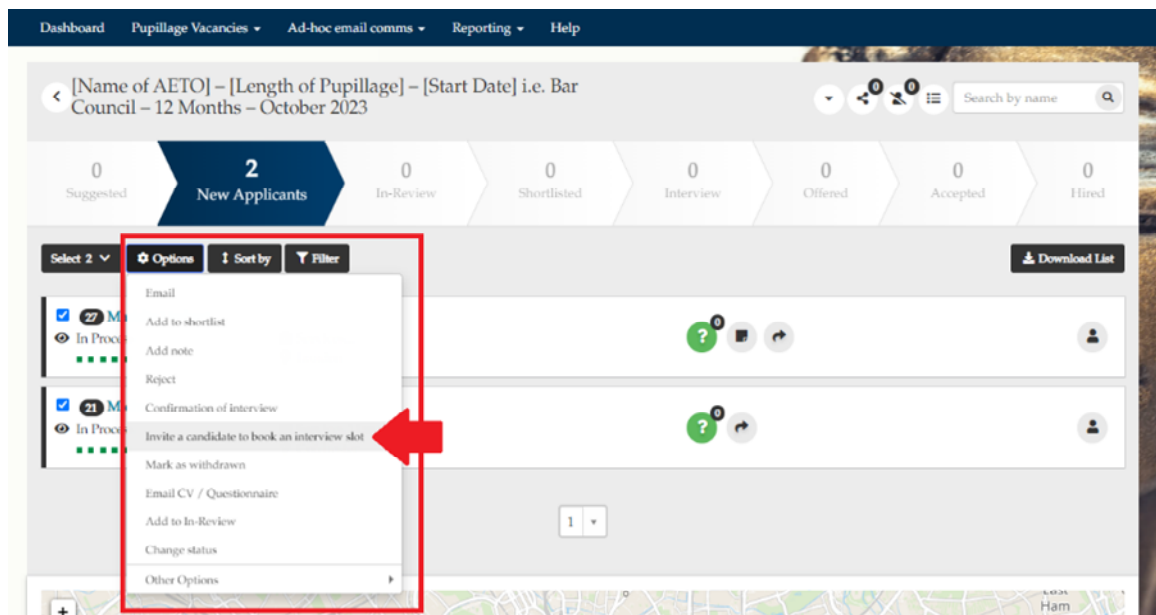 Dashboard Pupillage Vacancies Ad-hoc email comms Reporting Help
[Name of AETO] – [Length of Pupillage] – [Start Date] i.e. Bar
Council – 12 Months – October 2023
0 0
Search by name
0 2 0 0 0 0 0 0
Suggested New Applicants In-Review Shortlisted Interview Offered Accepted Hired
Select 2 Options Sort by Filter Download List
Email
27 M
0
Add to shortlist
In Proce
Add note
Reject
21 M
0
Confirmation of interview
In Proce
Invite a candidate to book an interview slot
Mark as withdrawn
Email CV / Questionnaire
1
Add to In-Review
Change status
Other Options
+
Ham